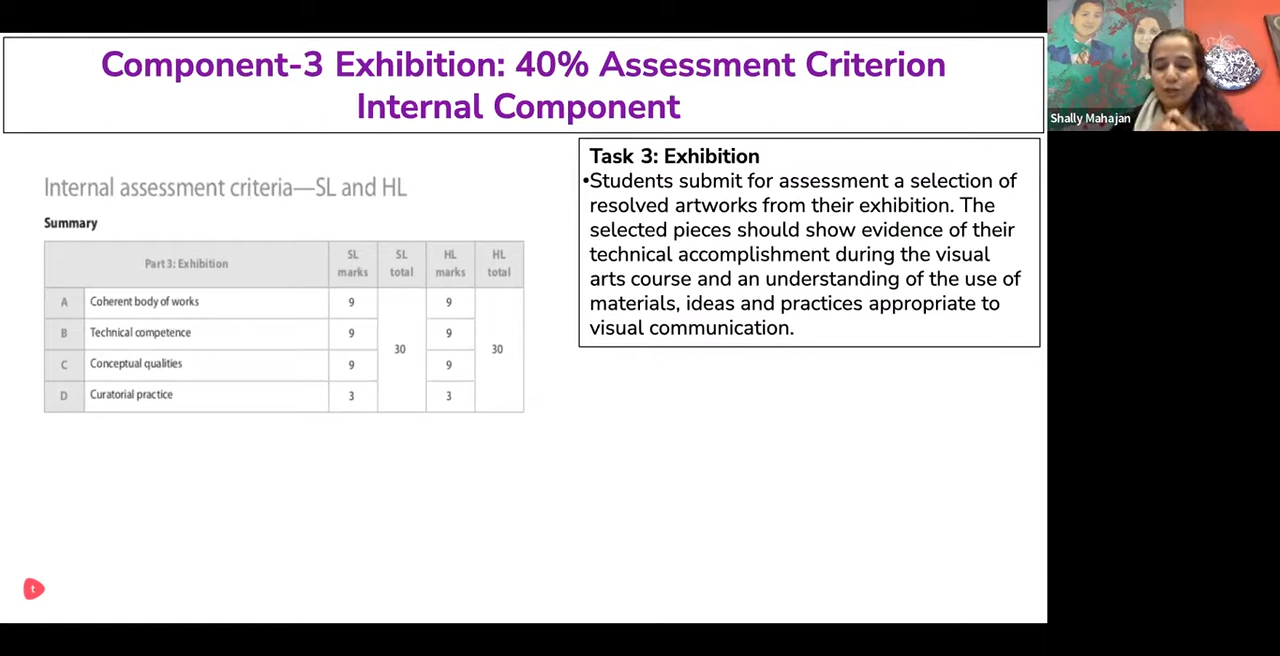 Component-3 Exhibition: 40% Assessment Criterion
Internal Component
Shally Mahajan
Internal assessment criteria—SL and HL
Summary
Part 3: Exhibition SL marks SL total HL marks HL total
A Coherent body of works 9 9
B Technical competence 9 9
30 30
C Conceptual qualities 9 9
D Curatorial practice 3 3
Task 3: Exhibition
•Students submit for assessment a selection of
resolved artworks from their exhibition. The
selected pieces should show evidence of their
technical accomplishment during the visual
arts course and an understanding of the use of
materials, ideas and practices appropriate to
visual communication.
t